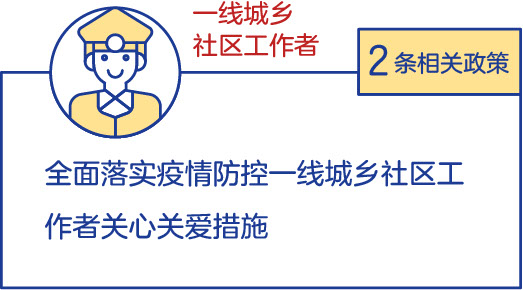 一线城乡
社区工作者
2条相关政策
全面落实疫情防控一线城乡社区工
作者关心关爱措施